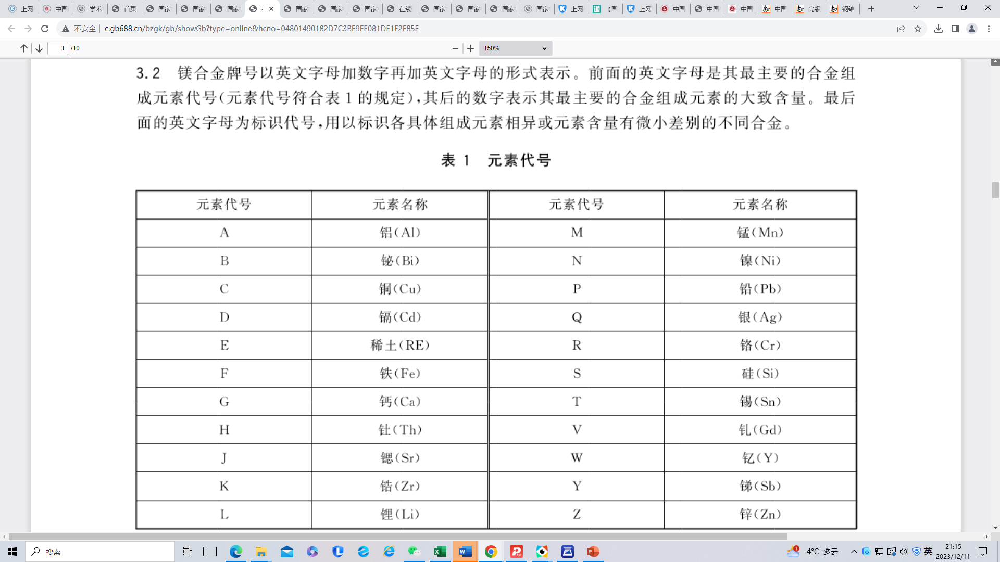 上网
中国
学术
首页
国家
国家
国家
国家
国家
国家
在线
国家
国家
国家
国家
上网
【国
上网
中国
中国
中国
中国
高级
钢结
不安全 c.gb688.cn/bzgk/gb/showGb?type=online&hcno=04801490182D7C3BF9FE081DE1F2F85E
3 /10 150%
3.2 镁合金牌号以英文字母加数字再加英文字母的形式表示。前面的英文字母是其最主要的合金组
成元素代号(元素代号符合表1的规定),其后的数字表示其最主要的合金组成元素的大致含量。最后
面的英文字母为标识代号,用以标识各具体组成元素相异或元素含量有微小差别的不同合金。
表 1 元素代号
元素代号 元素名称 元素代号 元素名称
A 铝(Al) M 锰(Mn)
B 铋(Bi) N 镍(Ni)
C 铜(Cu) P 铅(Pb)
D 镉(Cd) Q 银(Ag)
E 稀土(RE) R 铬(Cr)
F 铁(Fe) S 硅(Si)
G 钙(Ca) T 锡(Sn)
H 钍(Th) V 钆(Gd)
J 锶(Sr) W 钇(Y)
K 锆(Zr) Y 锑(Sb)
L 锂(Li) Z 锌(Zn)
搜索
-4°C 多云
英
21:15
2023/12/11